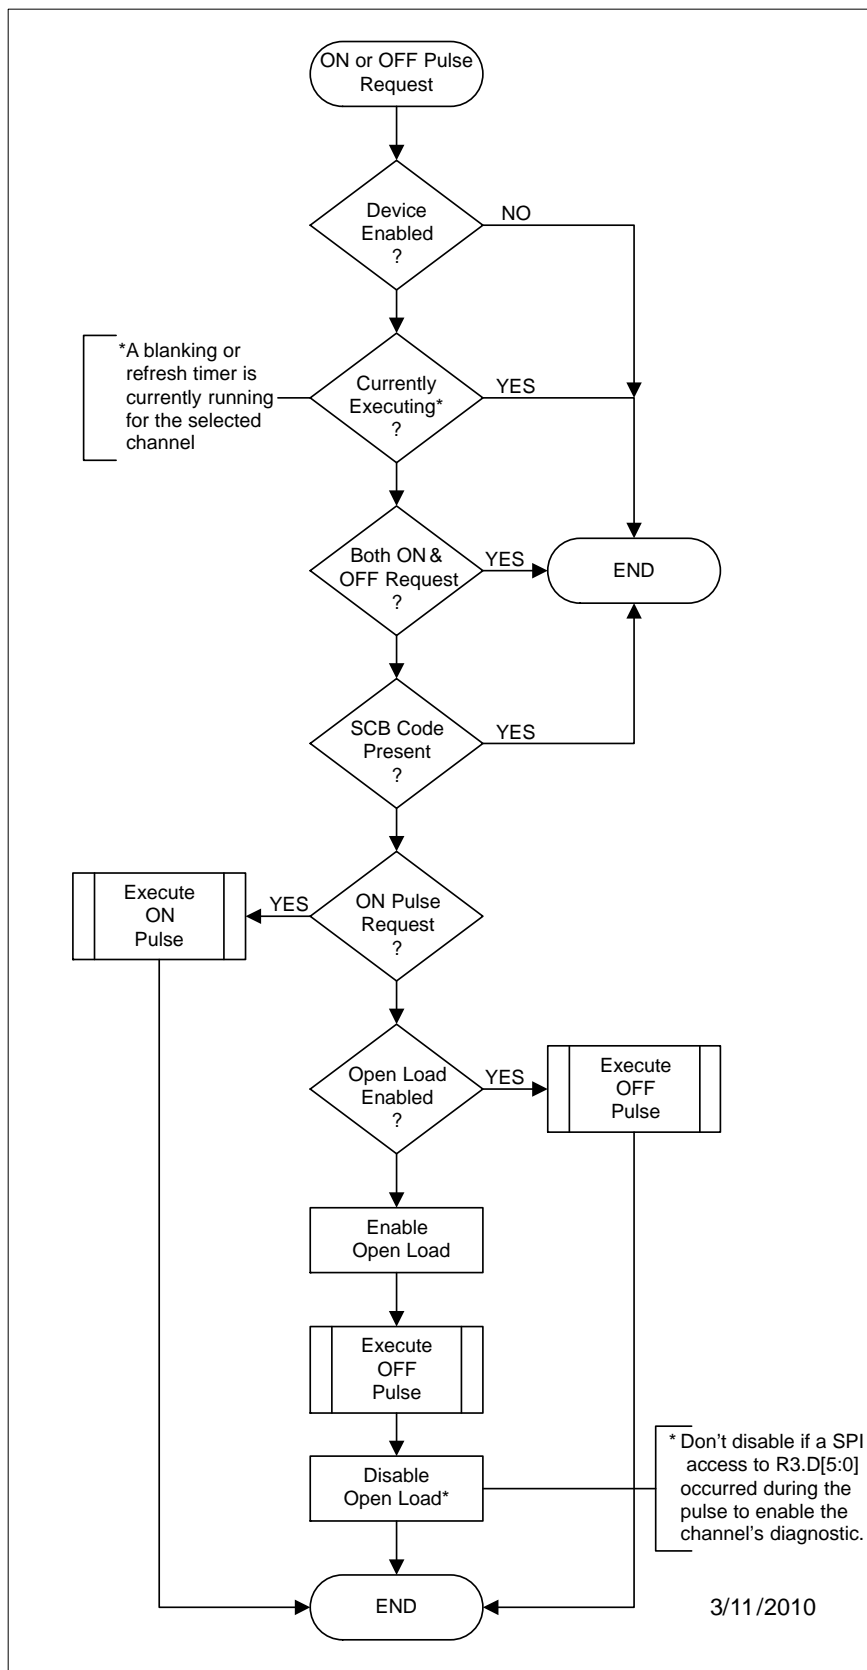 ON or OFF Pulse
Request
Device
Enabled
?
NO
*A blanking or
refresh timer is
currently running
for the selected
channel
Currently
Executing*
?
YES
Both ON &
OFF Request
?
YES
END
SCB Code
Present
?
YES
Execute
ON
Pulse
YES
ON Pulse
Request
?
Open Load
Enabled
?
YES
Execute
OFF
Pulse
Enable
Open Load
Execute
OFF
Pulse
Disable
Open Load*
* Don't disable if a SPI
access to R3.D[5:0]
occurred during the
pulse to enable the
channel's diagnostic.
END
3/11/2010